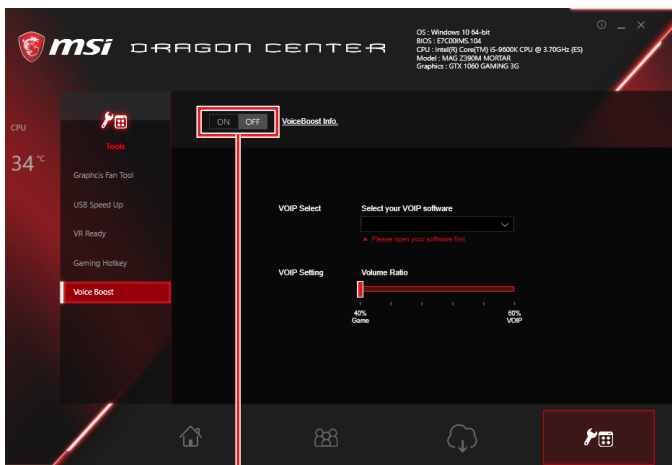 msi DRAGON CENTER
OS : Windows 10 64-bit
BIOS : E7C00IMS.104
CPU : Intel(R) Core(TM) i5-9600K CPU @ 3.70GHz (ES)
Model : MAG Z390M MORTAR
Graphics : GTX 1060 GAMING 3G
CPU
34°C
Tools
Graphcis Fan Tool
USB Speed Up
VR Ready
Gaming Hotkey
Voice Boost
ON OFF VoiceBoost Info.
VOIP Select Select your VOIP software
Please open your software first
VOIP Setting Volume Ratio
40% 60%
Game VOIP